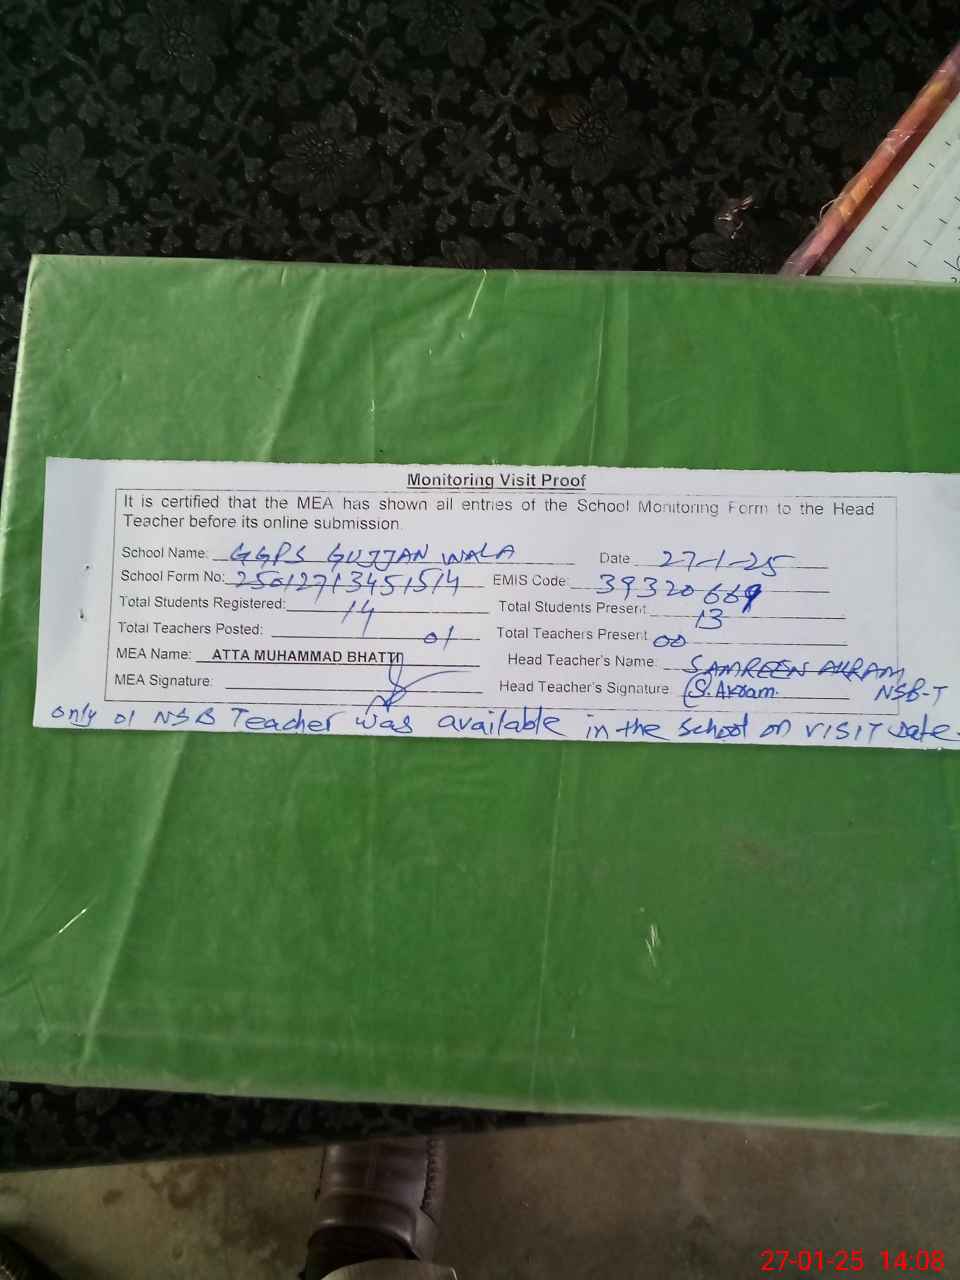 Monitoring Visit Proof
It is certified that the MEA has shown all entries of the School Monitoring Form to the Head
Teacher before its online submission.
School Name: GGPS GUJJAN WALA Date 27-1-25
School Form No: 25012713451514 EMIS Code: 39320669
Total Students Registered: 14 Total Students Present 13
Total Teachers Posted: 01 Total Teachers Present 00
MEA Name: ATTA MUHAMMAD BHATTI Head Teacher's Name: SAMREEN AKRAM
MEA Signature: Head Teacher's Signature S. Akram. NSB-T
only 01 NSB Teacher was available in the school on VISIT Date.
27-01-25 14:08